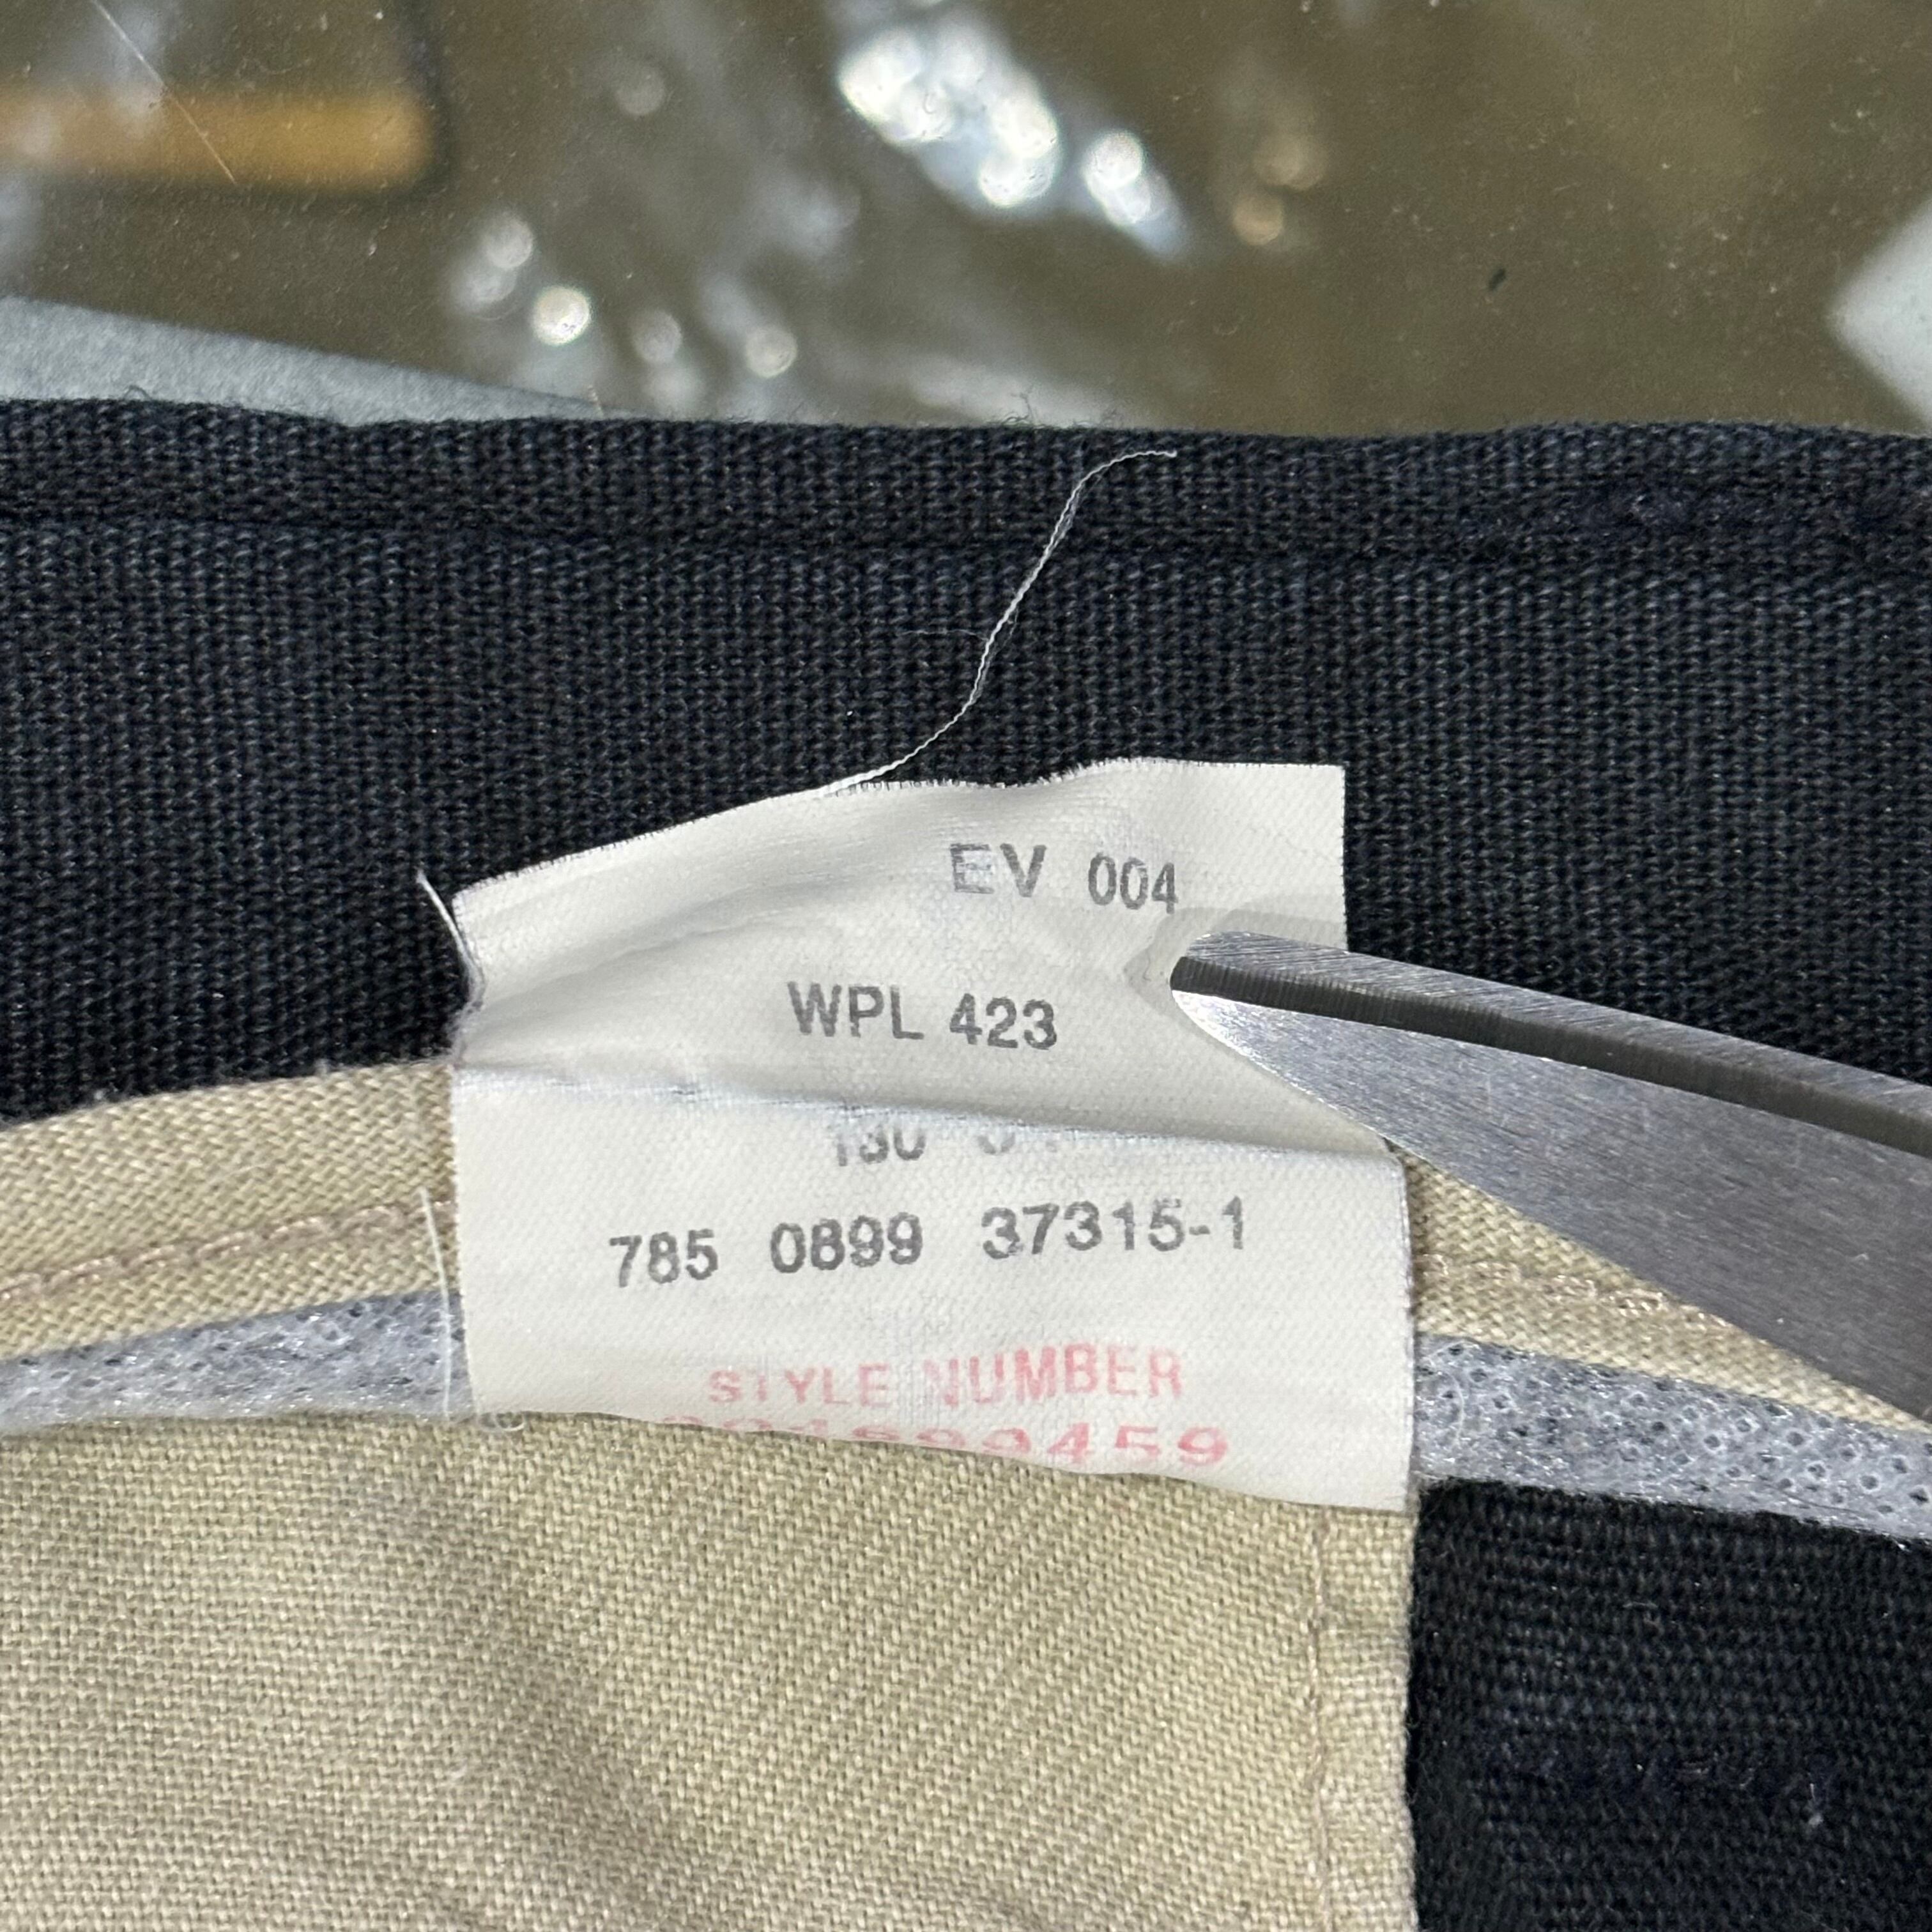 EV 004
WPL 423
785 0899 37315-1
STYLE NUMBER